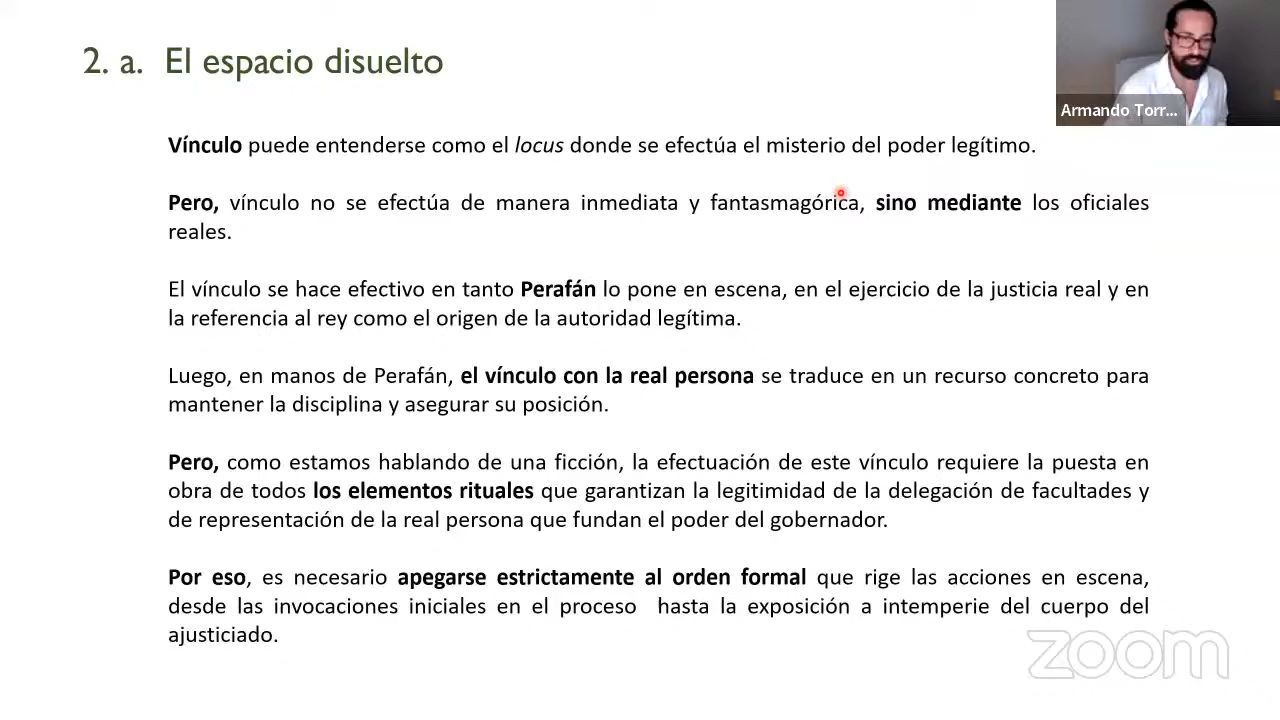 2. a. El espacio disuelto
Armando Torr...
Vínculo puede entenderse como el locus donde se efectúa el misterio del poder legítimo.
Pero, vínculo no se efectúa de manera inmediata y fantasmagórica, sino mediante los oficiales
reales.
El vínculo se hace efectivo en tanto Perafán lo pone en escena, en el ejercicio de la justicia real y en
la referencia al rey como el origen de la autoridad legítima.
Luego, en manos de Perafán, el vínculo con la real persona se traduce en un recurso concreto para
mantener la disciplina y asegurar su posición.
Pero, como estamos hablando de una ficción, la efectuación de este vínculo requiere la puesta en
obra de todos los elementos rituales que garantizan la legitimidad de la delegación de facultades y
de representación de la real persona que fundan el poder del gobernador.
Por eso, es necesario apegarse estrictamente al orden formal que rige las acciones en escena,
desde las invocaciones iniciales en el proceso hasta la exposición a intemperie del cuerpo del
ajusticiado.
zoom